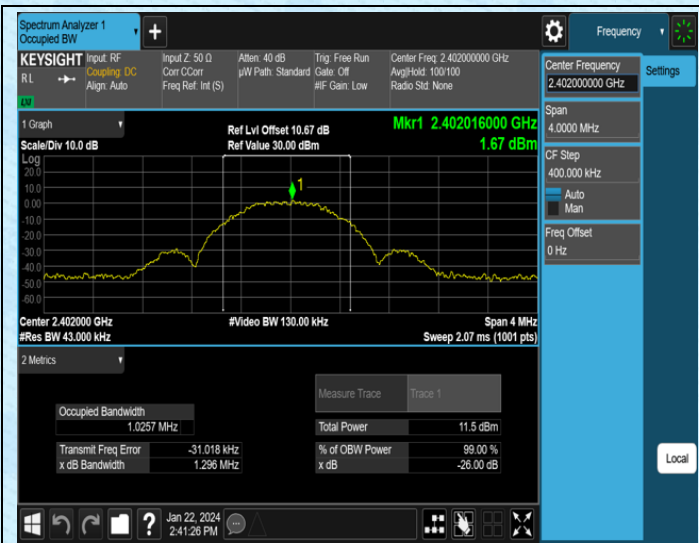 Spectrum Analyzer 1
Occupied BW
Frequency
KEYSIGHT
RL
LXI
Input: RF
Coupling: DC
Align: Auto
Input Z: 50 Ω
Corr CCorr
Freq Ref: Int (S)
Atten: 40 dB
µW Path: Standard
Trig: Free Run
Gate: Off
#IF Gain: Low
Center Freq: 2.402000000 GHz
Avg|Hold: 100/100
Radio Std: None
Center Frequency
2.402000000 GHz
Settings
Span
4.0000 MHz
CF Step
400.000 kHz
Auto
Man
Freq Offset
0 Hz
1 Graph
Scale/Div 10.0 dB
Ref Lvl Offset 10.67 dB
Ref Value 30.00 dBm
Mkr1 2.402016000 GHz
1.67 dBm
Log
20.0
10.0
0.00
-10.0
-20.0
-30.0
-40.0
-50.0
-60.0
1
Center 2.402000 GHz
#Res BW 43.000 kHz
#Video BW 130.00 kHz
Span 4 MHz
Sweep 2.07 ms (1001 pts)
2 Metrics
Measure Trace Trace 1
Occupied Bandwidth
1.0257 MHz
Total Power 11.5 dBm
Transmit Freq Error -31.018 kHz
% of OBW Power 99.00 %
x dB Bandwidth 1.296 MHz
x dB -26.00 dB
Local
?
Jan 22, 2024
2:41:26 PM